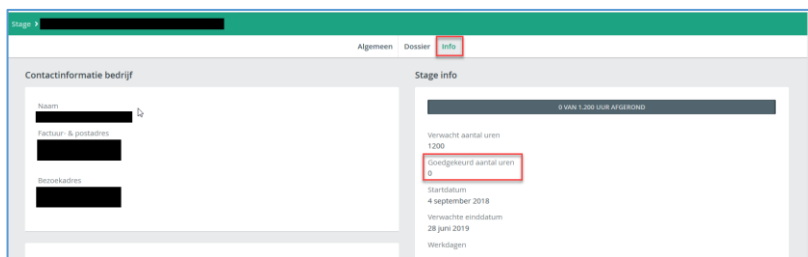 Stage >
Algemeen Dossier Info
Contactinformatie bedrijf
Naam
Factuur- & postadres
Bezoekadres
Stage info
0 VAN 1.200 UUR AFGEROND
Verwacht aantal uren
1200
Goedgekeurd aantal uren
0
Startdatum
4 september 2018
Verwachte einddatum
28 juni 2019
Werkdagen